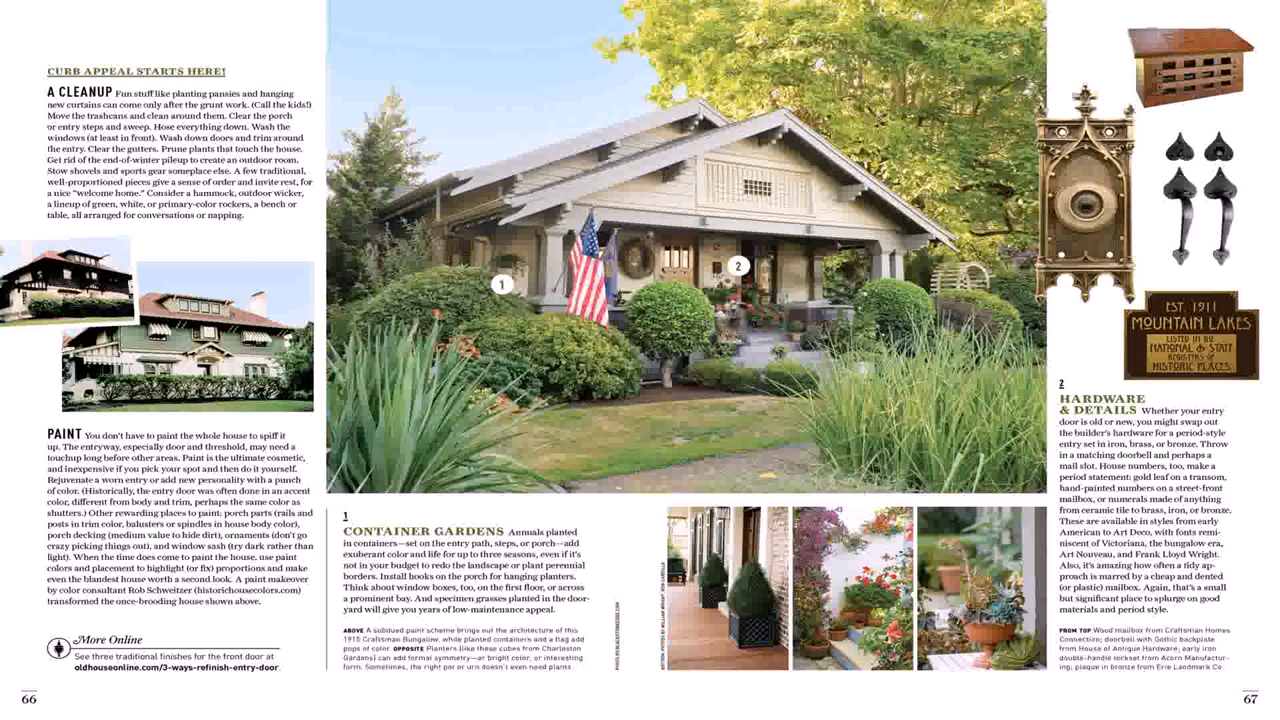 CURB APPEAL STARTS HERE!
A CLEANUP Fun stuff like planting pansies and hanging
new curtains can come only after the grunt work. (Call the kids!)
Move the trashcans and clean around them. Clear the porch
or entry steps and sweep. Hose everything down. Wash the
windows (at least in front). Wash down doors and trim around
the entry. Clear the gutters. Prune plants that touch the house.
Get rid of the end-of-winter pileup to create an outdoor room.
Stow shovels and sports gear someplace else. A few traditional,
well-proportioned pieces give a sense of order and invite rest, for
a nice "welcome home." Consider a hammock, outdoor wicker,
a lineup of green, white, or primary-color rockers, a bench or
table, all arranged for conversations or napping.
PAINT You don't have to paint the whole house to spiff it
up. The entryway, especially door and threshold, may need a
touchup long before other areas. Paint is the ultimate cosmetic,
and inexpensive if you pick your spot and then do it yourself.
Rejuvenate a worn entry or add new personality with a punch
of color. (Historically, the entry door was often done in an accent
color, different from body and trim, perhaps the same color as
shutters.) Other rewarding places to paint: porch parts (rails and
posts in trim color, balusters or spindles in house body color),
porch decking (medium value to hide dirt), ornaments (don't go
crazy picking things out), and window sash (try dark rather than
light). When the time does come to paint the house, use paint
colors and placement to highlight (or fix) proportions and make
even the blandest house worth a second look. A paint makeover
by color consultant Rob Schweitzer (historichousecolors.com)
transformed the once-brooding house shown above.
More Online
See three traditional finishes for the front door at
oldhouseonline.com/3-ways-refinish-entry-door.
66
1
2
1
CONTAINER GARDENS Annuals planted
in containers—set on the entry path, steps, or porch—add
exuberant color and life for up to three seasons, even if it's
not in your budget to redo the landscape or plant perennial
borders. Install hooks on the porch for hanging planters.
Think about window boxes, too, on the first floor, or across
a prominent bay. And specimen grasses planted in the door-
yard will give you years of low-maintenance appeal.
ABOVE A subdued paint scheme brings out the architecture of this
1915 Craftsman Bungalow, while planted containers and a flag add
pops of color. OPPOSITE Planters (like these cubes from Charleston
Gardens) can add formal symmetry—or bright color, or interesting
form. Sometimes, the right pot or urn doesn't even need plants
EST. 1911
MOUNTAIN LAKES
LISTED IN THE
NATIONAL & STATE
REGISTERS OF
HISTORIC PLACES
2
HARDWARE
& DETAILS Whether your entry
door is old or new, you might swap out
the builder's hardware for a period-style
entry set in iron, brass, or bronze. Throw
in a matching doorbell and perhaps a
mail slot. House numbers, too, make a
period statement: gold leaf on a transom,
hand-painted numbers on a street-front
mailbox, or numerals made of anything
from ceramic tile to brass, iron, or bronze.
These are available in styles from early
American to Art Deco, with fonts remi-
niscent of Victoriana, the bungalow era,
Art Nouveau, and Frank Lloyd Wright.
Also, it's amazing how often a tidy ap-
proach is marred by a cheap and dented
(or plastic) mailbox. Again, that's a small
but significant place to splurge on good
materials and period style.
FROM TOP Wood mailbox from Craftsman Homes
Connection; doorbell with Gothic backplate
from House of Antique Hardware; early icon
double-handle lockset from Acorn Manufactur-
ing; plaque in bronze from Erie Landmark Co.
67